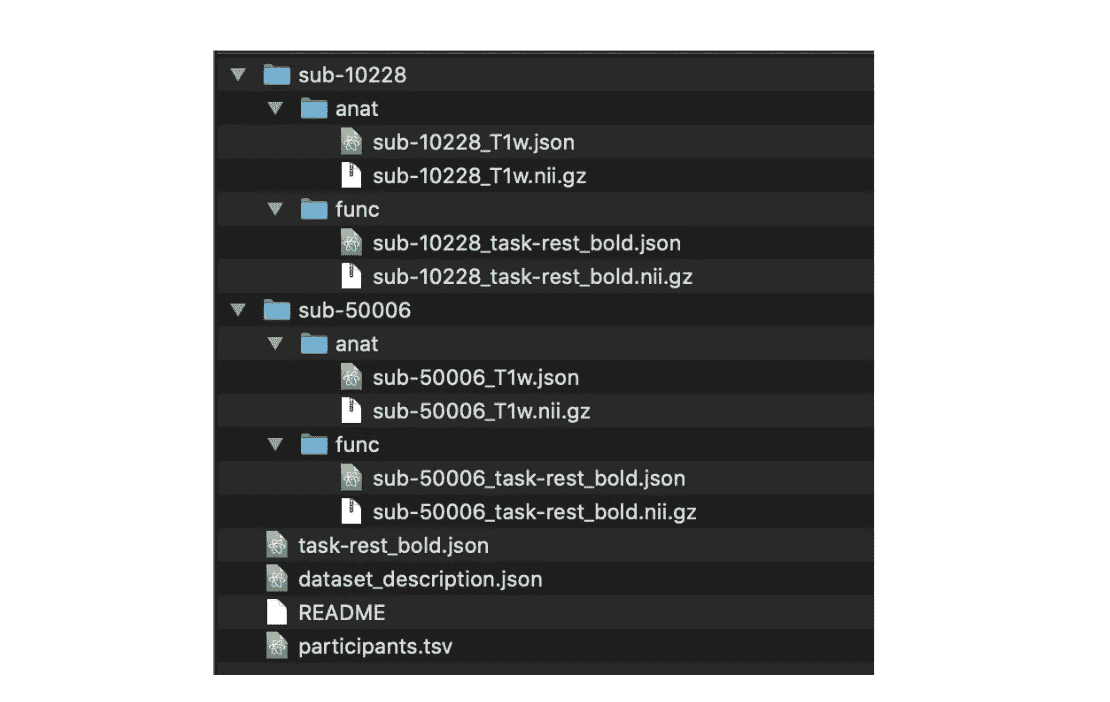 sub-10228
anat
sub-10228_T1w.json
sub-10228_T1w.nii.gz
func
sub-10228_task-rest_bold.json
sub-10228_task-rest_bold.nii.gz
sub-50006
anat
sub-50006_T1w.json
sub-50006_T1w.nii.gz
func
sub-50006_task-rest_bold.json
sub-50006_task-rest_bold.nii.gz
task-rest_bold.json
dataset_description.json
README
participants.tsv